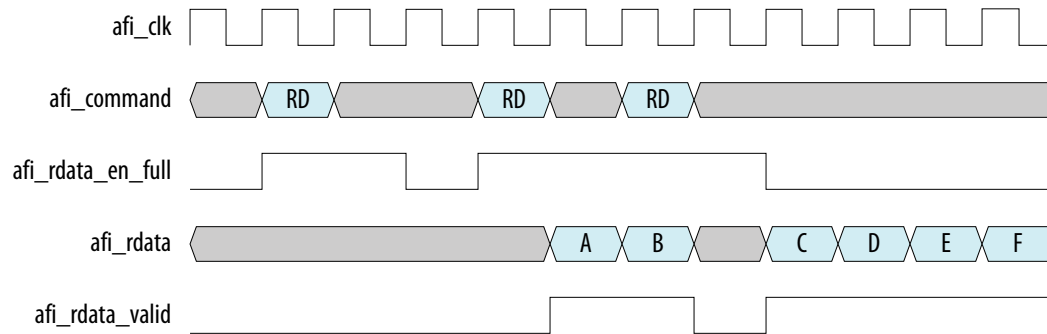 afi_clk
afi_command RD RD RD
afi_rdata_en_full
afi_rdata A B C D E F
afi_rdata_valid